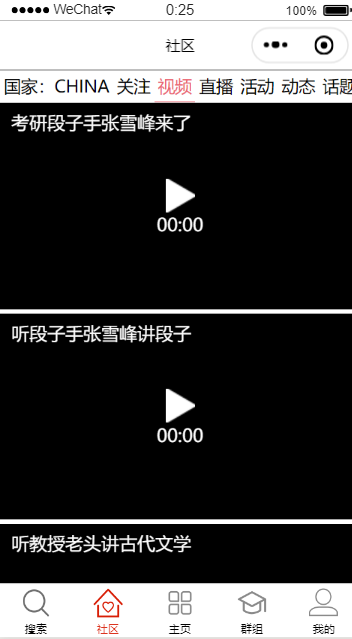 WeChat 0:25 100%
社区
国家：CHINA 关注 视频 直播 活动 动态 话题
考研段子手张雪峰来了
00:00
听段子手张雪峰讲段子
00:00
听教授老头讲古代文学
搜索 社区 主页 群组 我的